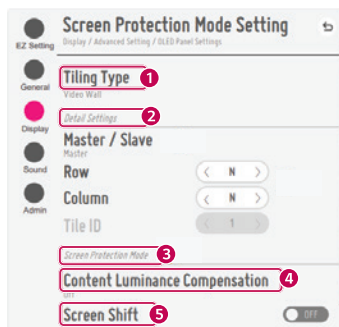 Screen Protection Mode Setting
Display / Advanced Setting / OLED Panel Settings
EZ Setting
General
Display
Sound
Admin
Tiling Type 1
Video Wall
Detail Settings 2
Master / Slave
Master
Row < N >
Column < N >
Tile ID < 1 >
Screen Protection Mode 3
Content Luminance Compensation 4
Off
Screen Shift 5 OFF